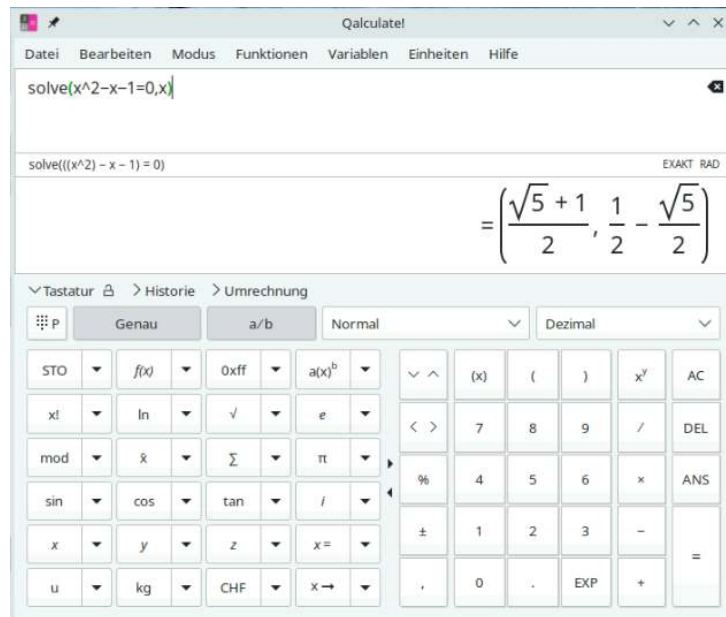 Qalculate!
Datei Bearbeiten Modus Funktionen Variablen Einheiten Hilfe
solve(x^2−x−1=0,x)
solve(((x^2) − x − 1) = 0) EXAKT RAD
= ( (√5 + 1)/2, 1/2 − √5/2 )
Tastatur Historie Umrechnung
P Genau a/b Normal Dezimal
STO f(x) 0xff a(x)^b (x) ( ) x^y AC
x! ln √ e 7 8 9 / DEL
mod x̄ Σ π % 4 5 6 × ANS
sin cos tan i ± 1 2 3 − =
x y z x= , 0 . EXP +
u kg CHF x→